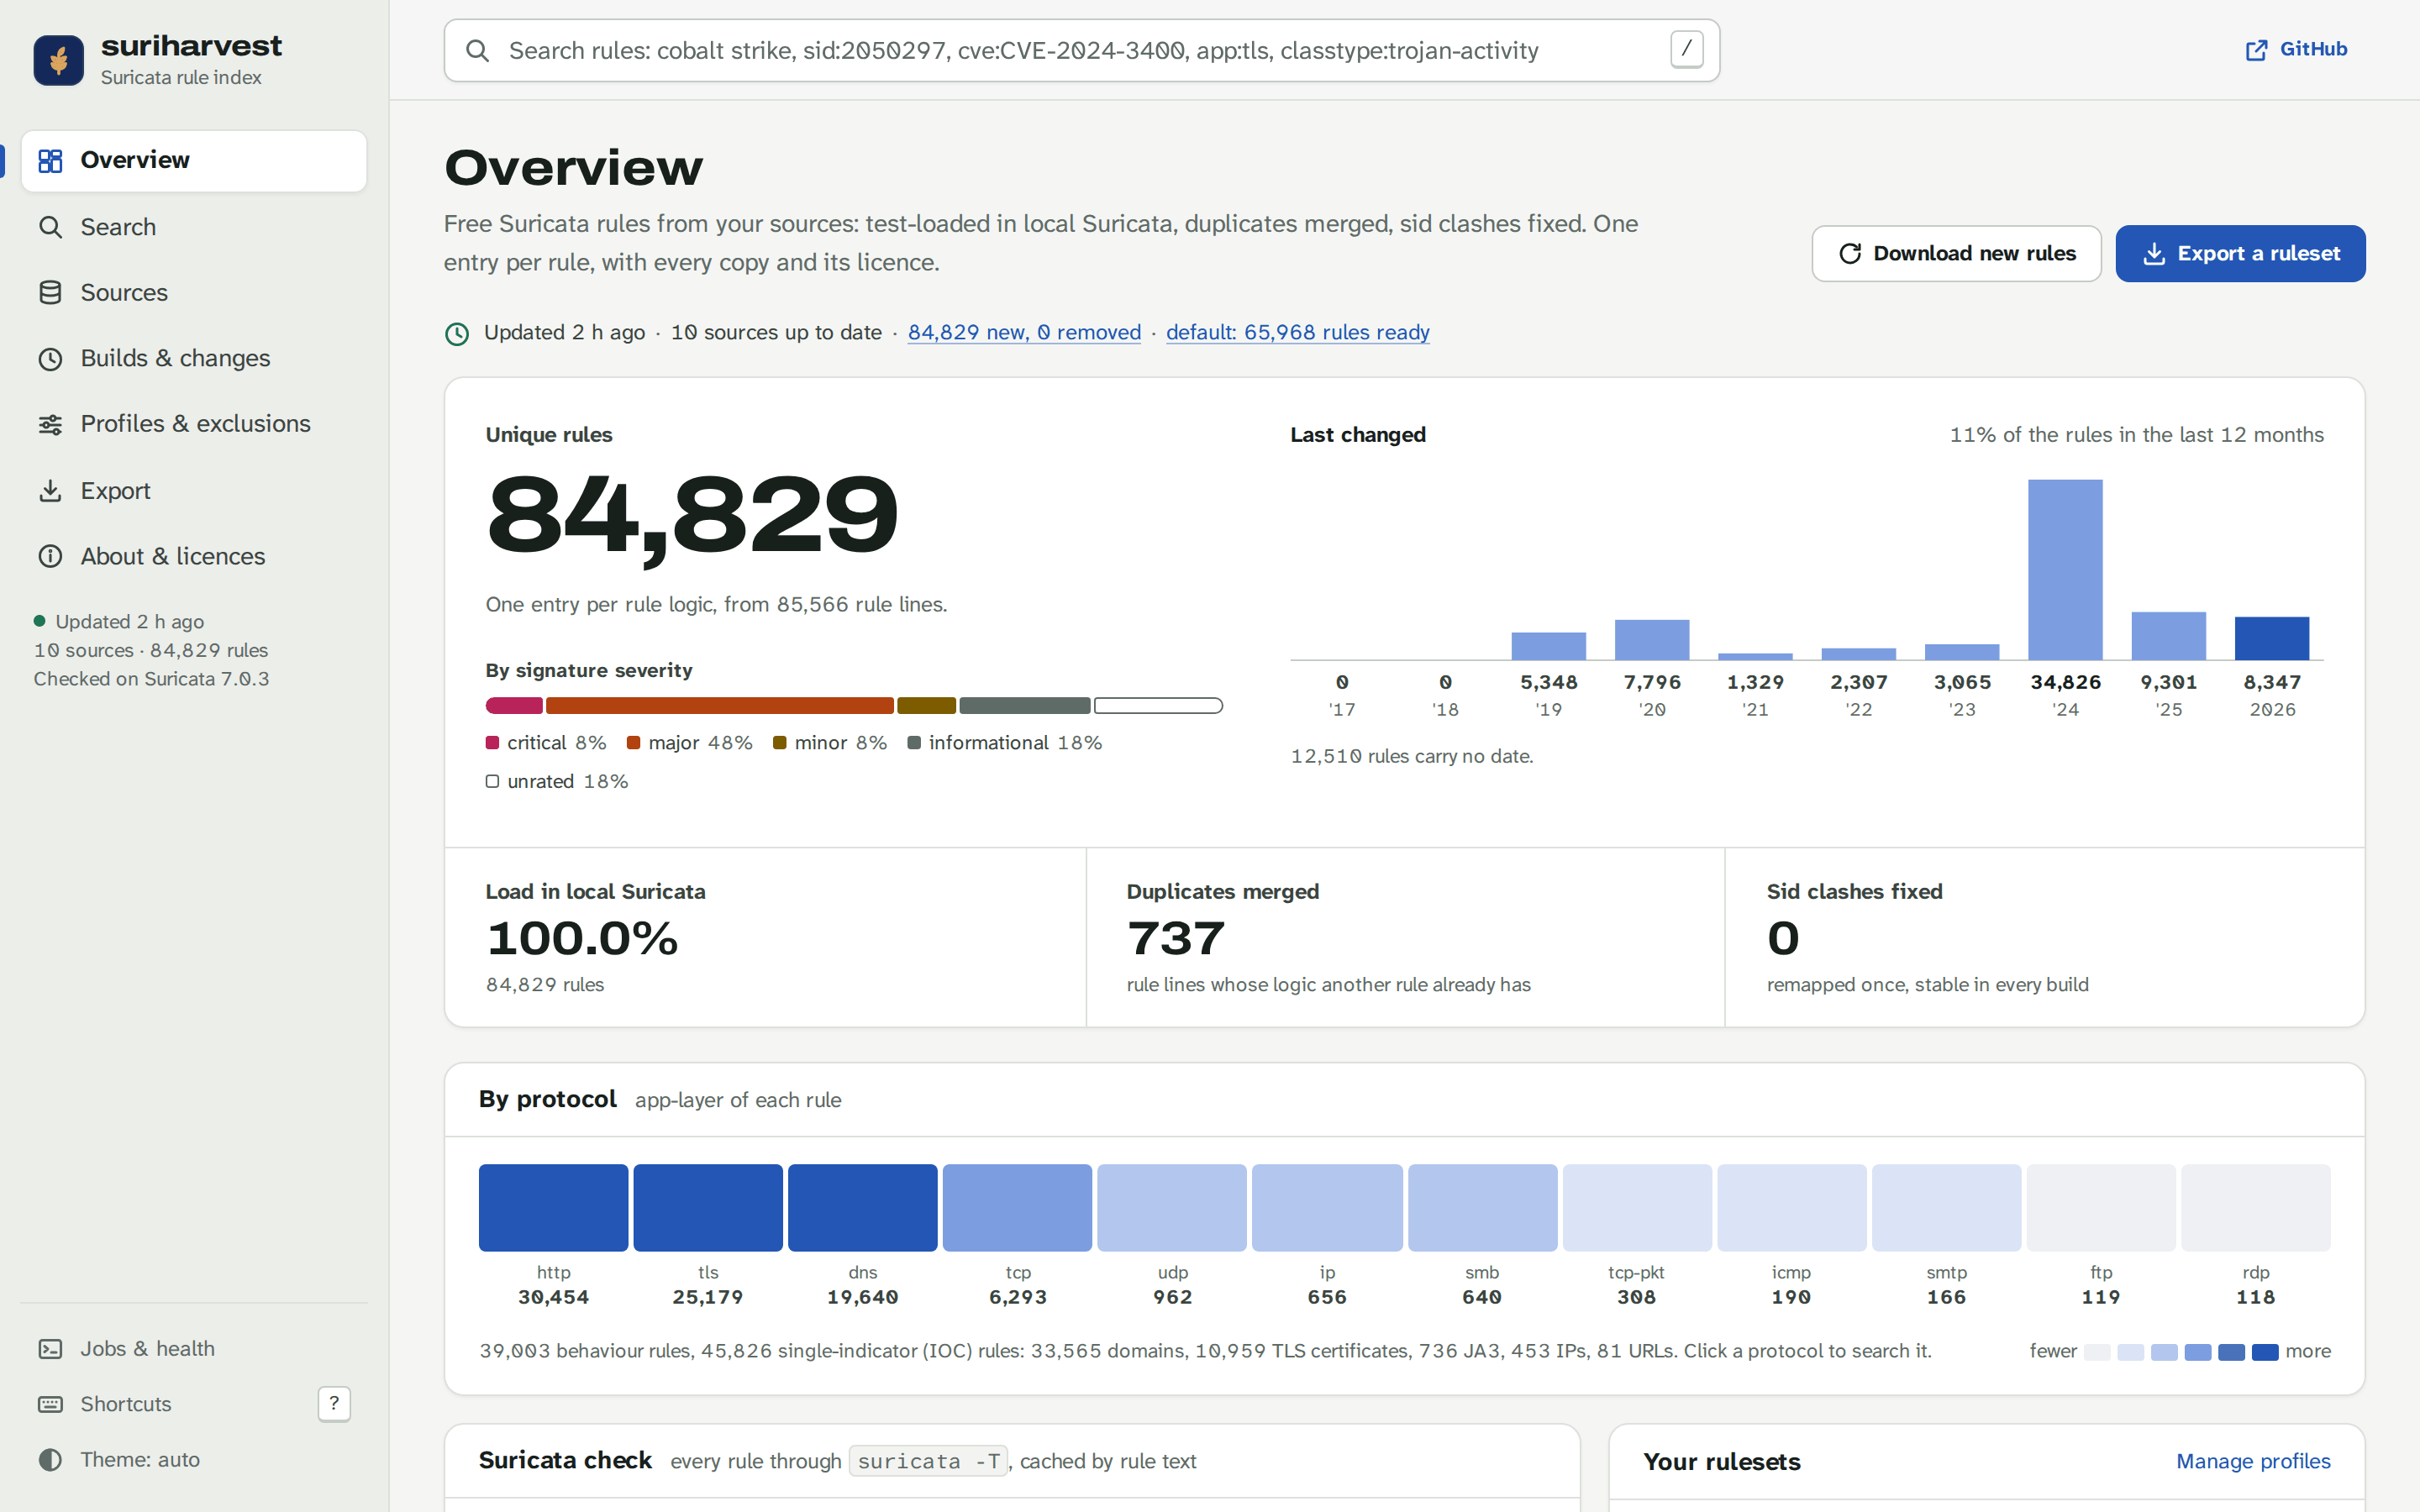 suriharvest
Suricata rule index
Overview
Search
Sources
Builds & changes
Profiles & exclusions
Export
About & licences
Updated 2 h ago
10 sources · 84,829 rules
Checked on Suricata 7.0.3
Jobs & health
Shortcuts ?
Theme: auto
Search rules: cobalt strike, sid:2050297, cve:CVE-2024-3400, app:tls, classtype:trojan-activity /
GitHub
Overview
Free Suricata rules from your sources: test-loaded in local Suricata, duplicates merged, sid clashes fixed. One
entry per rule, with every copy and its licence.
Download new rules
Export a ruleset
Updated 2 h ago · 10 sources up to date · 84,829 new, 0 removed · default: 65,968 rules ready
Unique rules
84,829
One entry per rule logic, from 85,566 rule lines.
By signature severity
critical 8% major 48% minor 8% informational 18%
unrated 18%
Last changed
11% of the rules in the last 12 months
0 0 5,348 7,796 1,329 2,307 3,065 34,826 9,301 8,347
'17 '18 '19 '20 '21 '22 '23 '24 '25 2026
12,510 rules carry no date.
Load in local Suricata
100.0%
84,829 rules
Duplicates merged
737
rule lines whose logic another rule already has
Sid clashes fixed
0
remapped once, stable in every build
By protocol app-layer of each rule
http tls dns tcp udp ip smb tcp-pkt icmp smtp ftp rdp
30,454 25,179 19,640 6,293 962 656 640 308 190 166 119 118
39,003 behaviour rules, 45,826 single-indicator (IOC) rules: 33,565 domains, 10,959 TLS certificates, 736 JA3, 453 IPs, 81 URLs. Click a protocol to search it.
fewer more
Suricata check every rule through suricata -T, cached by rule text
Your rulesets
Manage profiles